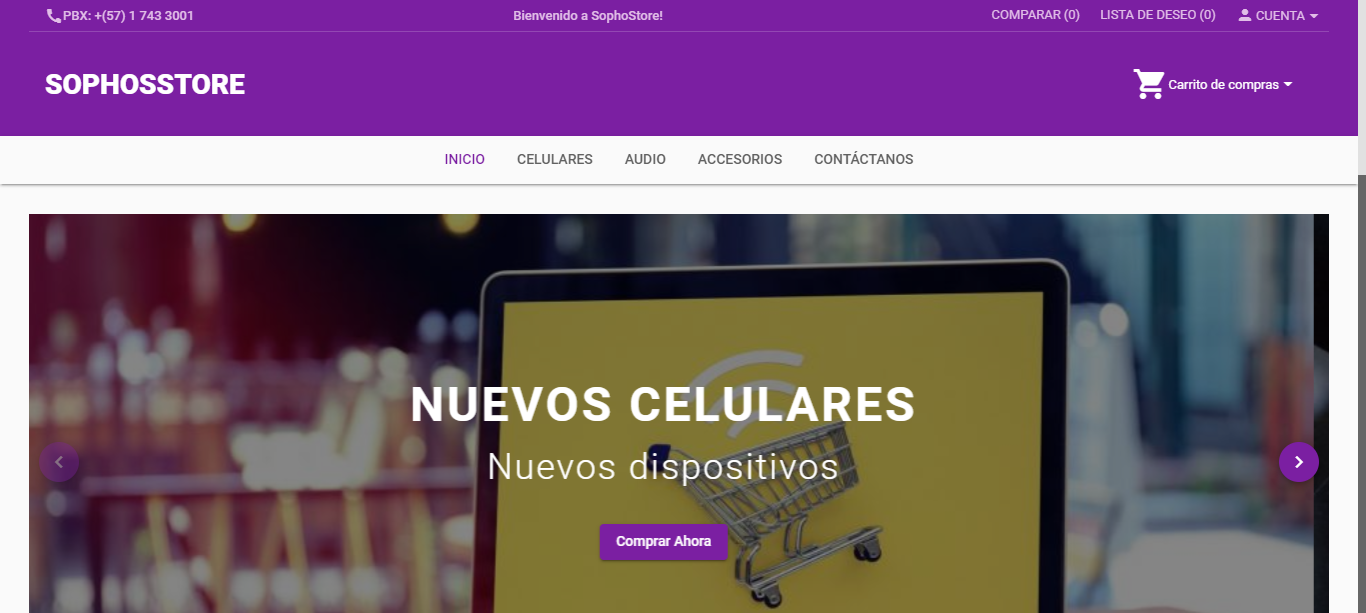 PBX: +(57) 1 743 3001
Bienvenido a SophoStore!
COMPARAR (0)
LISTA DE DESEO (0)
CUENTA
SOPHOSSTORE
Carrito de compras
INICIO
CELULARES
AUDIO
ACCESORIOS
CONTÁCTANOS
NUEVOS CELULARES
Nuevos dispositivos
Comprar Ahora